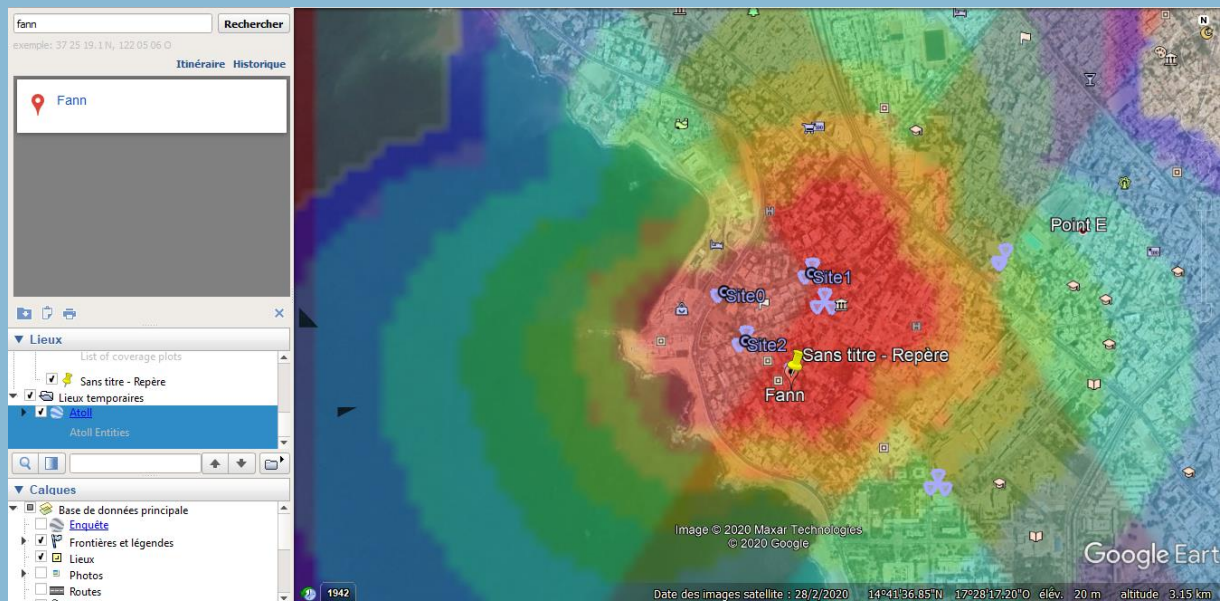 fann
Rechercher
exemple: 37 25 19.1 N, 122 05 06 O
Itinéraire Historique
Fann
Lieux
List of coverage plots
Sans titre - Repère
Lieux temporaires
Atoll
Atoll Entities
Calques
Base de données principale
Enquête
Frontières et légendes
Lieux
Photos
Routes
N
Point E
Site1
Site0
Site2
Sans titre - Repère
Fann
Image © 2020 Maxar Technologies
© 2020 Google
Google Eart
1942
Date des images satellite : 28/2/2020 14°41'36.85"N 17°28'17.20"O élév. 20 m altitude 3.15 km